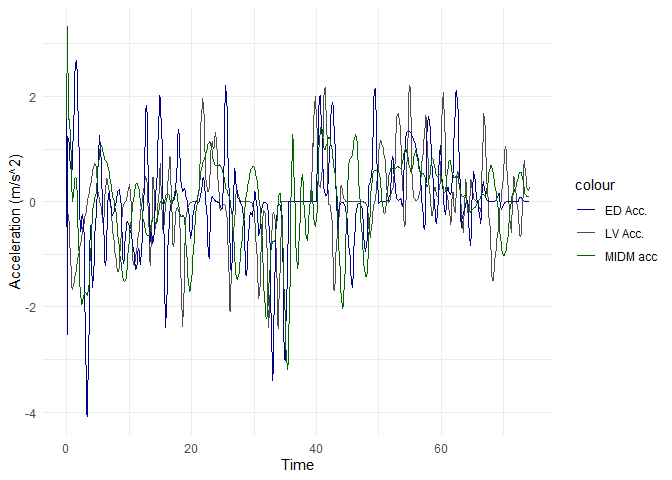 2
0
-2
-4
Acceleration (m/s^2)
0
20
40
60
Time
colour
ED Acc.
LV Acc.
MIDM acc